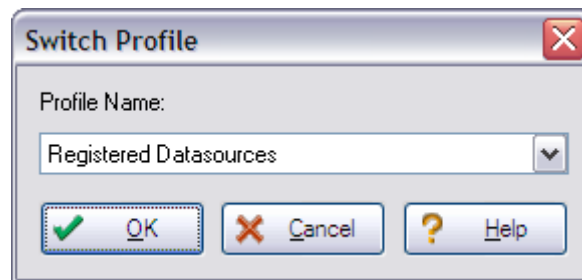 Switch Profile
Profile Name:
Registered Datasources
OK Cancel Help